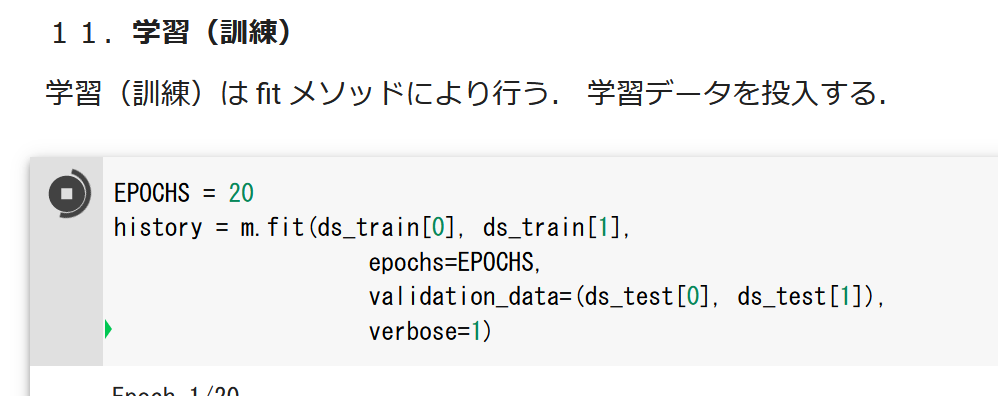 １１．学習（訓練）
学習（訓練）は fit メソッドにより行う． 学習データを投入する．
EPOCHS = 20
history = m.fit(ds_train[0], ds_train[1],
epochs=EPOCHS,
validation_data=(ds_test[0], ds_test[1]),
verbose=1)
Epoch 1/20